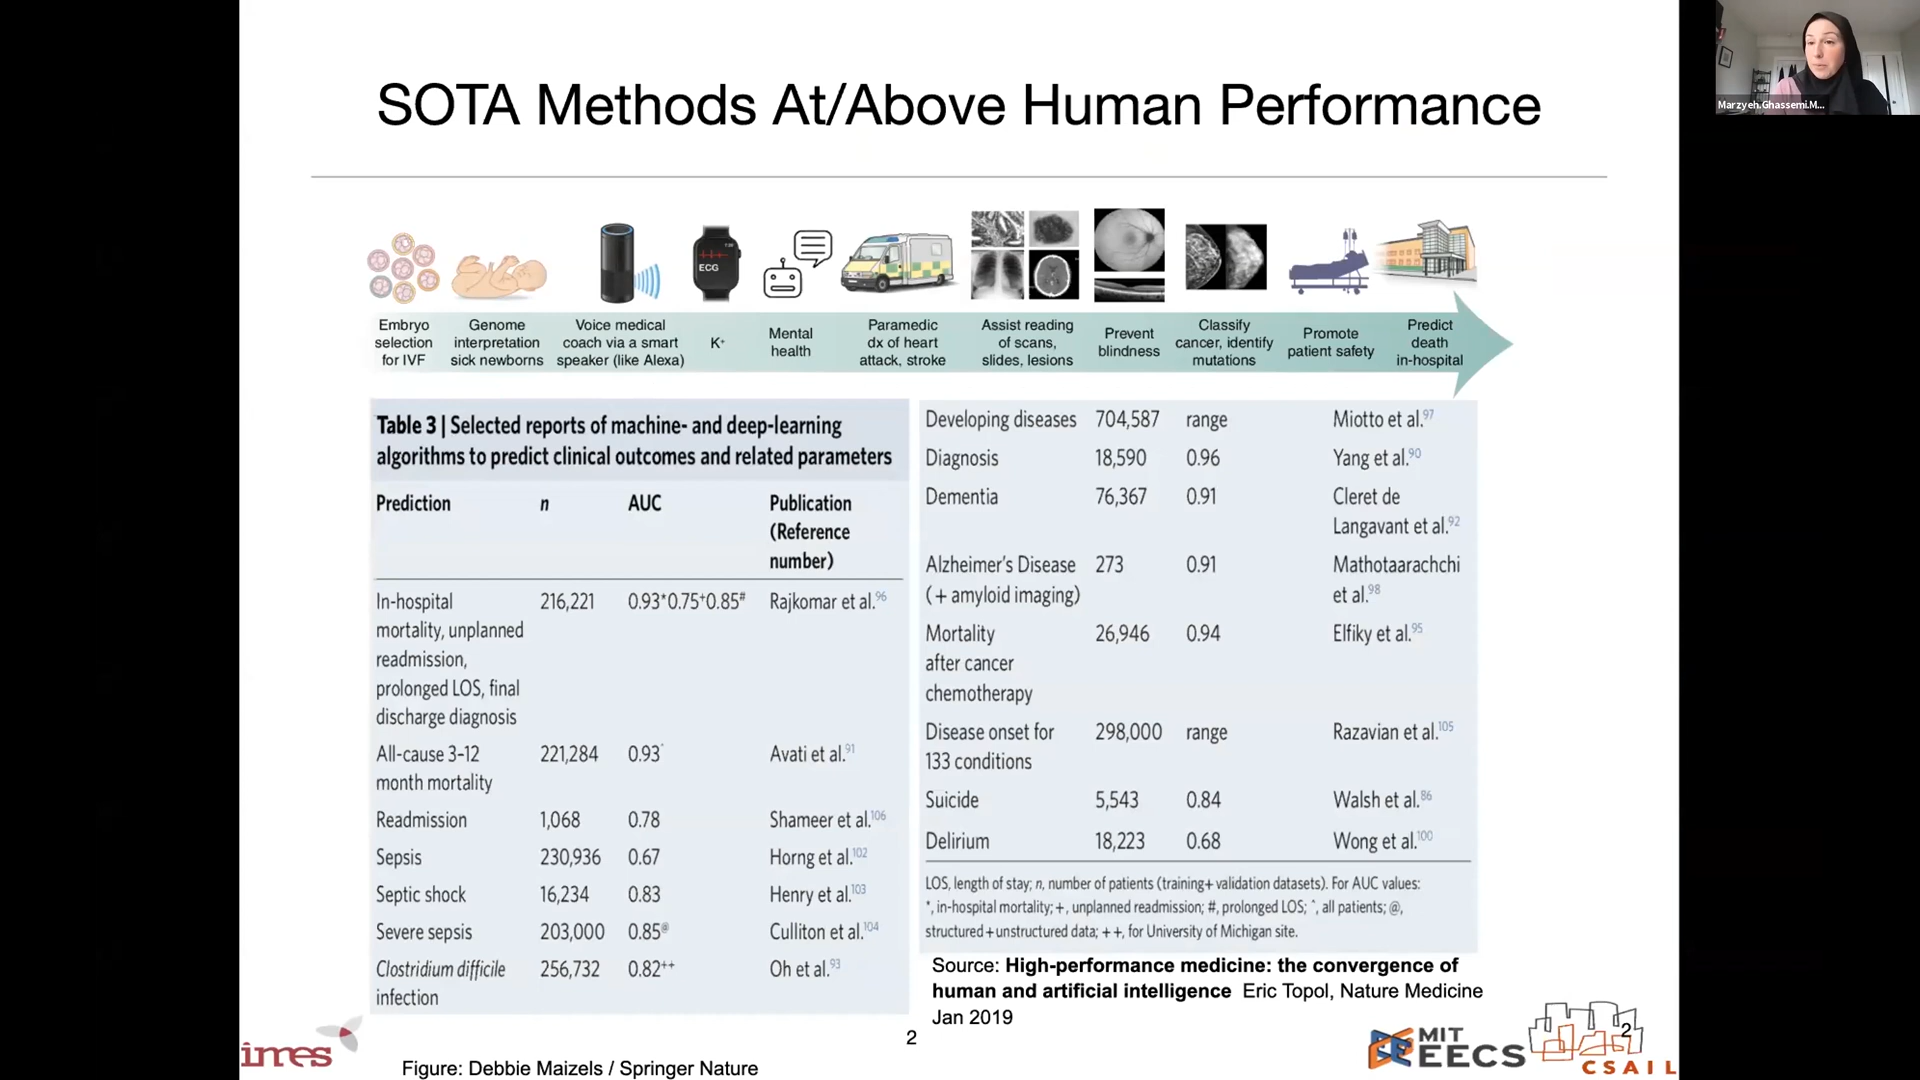 SOTA Methods At/Above Human Performance
Marzyeh.Ghassemi.M...
ECG
Embryo
selection
for IVF
Genome
interpretation
sick newborns
Voice medical
coach via a smart
speaker (like Alexa)
K+
Mental
health
Paramedic
dx of heart
attack, stroke
Assist reading
of scans,
slides, lesions
Prevent
blindness
Classify
cancer, identify
mutations
Promote
patient safety
Predict
death
in-hospital
Table 3 | Selected reports of machine- and deep-learning
algorithms to predict clinical outcomes and related parameters
Prediction n AUC Publication
(Reference
number)
In-hospital 216,221 0.93*0.75+0.85# Rajkomar et al.96
mortality, unplanned
readmission,
prolonged LOS, final
discharge diagnosis
All-cause 3–12 221,284 0.93^ Avati et al.91
month mortality
Readmission 1,068 0.78 Shameer et al.106
Sepsis 230,936 0.67 Horng et al.102
Septic shock 16,234 0.83 Henry et al.103
Severe sepsis 203,000 0.85@ Culliton et al.104
Clostridium difficile 256,732 0.82++ Oh et al.93
infection
Developing diseases 704,587 range Miotto et al.97
Diagnosis 18,590 0.96 Yang et al.90
Dementia 76,367 0.91 Cleret de
Langavant et al.92
Alzheimer's Disease 273 0.91 Mathotaarachchi
(+ amyloid imaging) et al.98
Mortality 26,946 0.94 Elfiky et al.95
after cancer
chemotherapy
Disease onset for 298,000 range Razavian et al.105
133 conditions
Suicide 5,543 0.84 Walsh et al.86
Delirium 18,223 0.68 Wong et al.100
LOS, length of stay; n, number of patients (training+validation datasets). For AUC values:
*, in-hospital mortality; +, unplanned readmission; #, prolonged LOS; ^, all patients; @,
structured+unstructured data; ++, for University of Michigan site.
Source: High-performance medicine: the convergence of
human and artificial intelligence Eric Topol, Nature Medicine
Jan 2019
2
2
imes
Figure: Debbie Maizels / Springer Nature
MIT
EECS
CSAIL